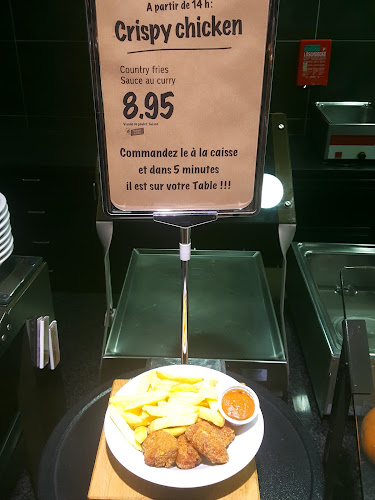 A partir de 14h:
Crispy chicken
Country fries
Sauce au curry
8.95
Commandez le à la caisse
et dans 5 minutes
il est sur votre Table !!!